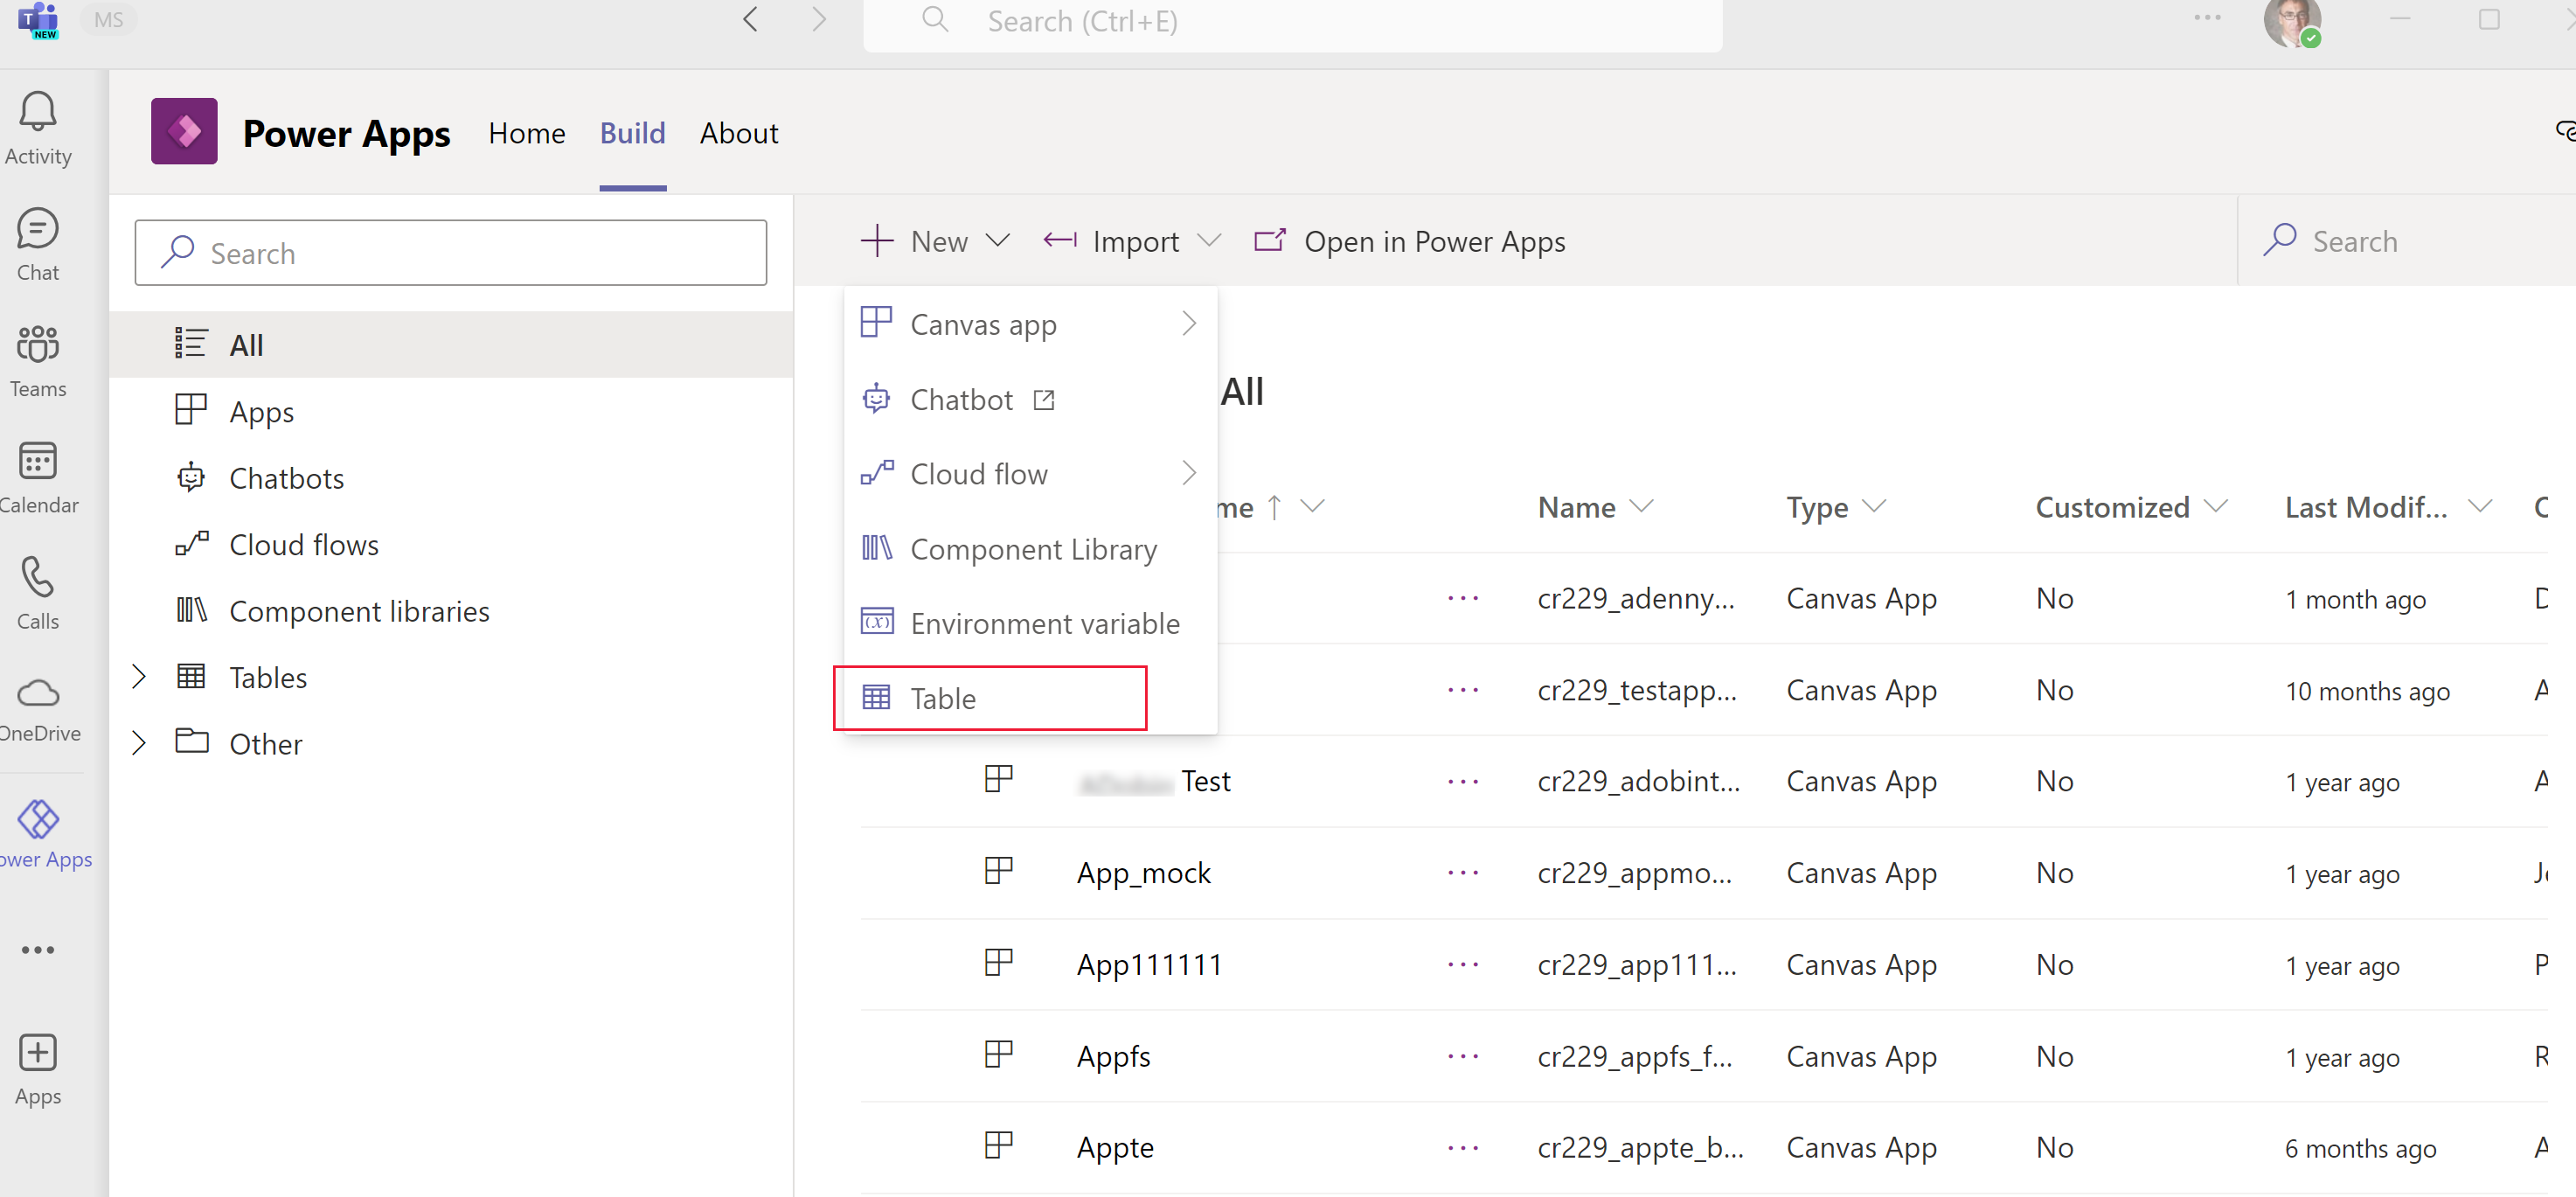 NEW
MS
Search (Ctrl+E)
Activity
Chat
Teams
Calendar
Calls
OneDrive
ower Apps
Apps
Power Apps Home Build About
Search
All
Apps
Chatbots
Cloud flows
Component libraries
Tables
Other
New Import Open in Power Apps
Search
Canvas app
Chatbot
Cloud flow
Component Library
Environment variable
Table
All
me Name Type Customized Last Modif... C
cr229_adenny... Canvas App No 1 month ago D
cr229_testapp... Canvas App No 10 months ago A
Test cr229_adobint... Canvas App No 1 year ago A
App_mock cr229_appmo... Canvas App No 1 year ago
App111111 cr229_app111... Canvas App No 1 year ago P
Appfs cr229_appfs_f... Canvas App No 1 year ago R
Appte cr229_appte_b... Canvas App No 6 months ago A